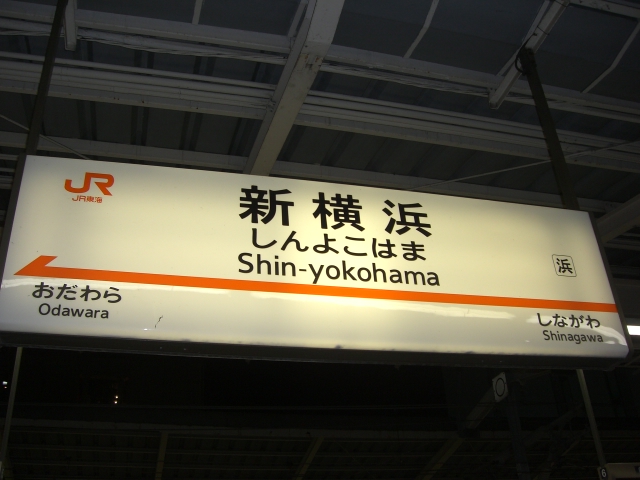 JR
JR東海
新横浜
しんよこはま
Shin-yokohama
浜
おだわら
Odawara
しながわ
Shinagawa
6